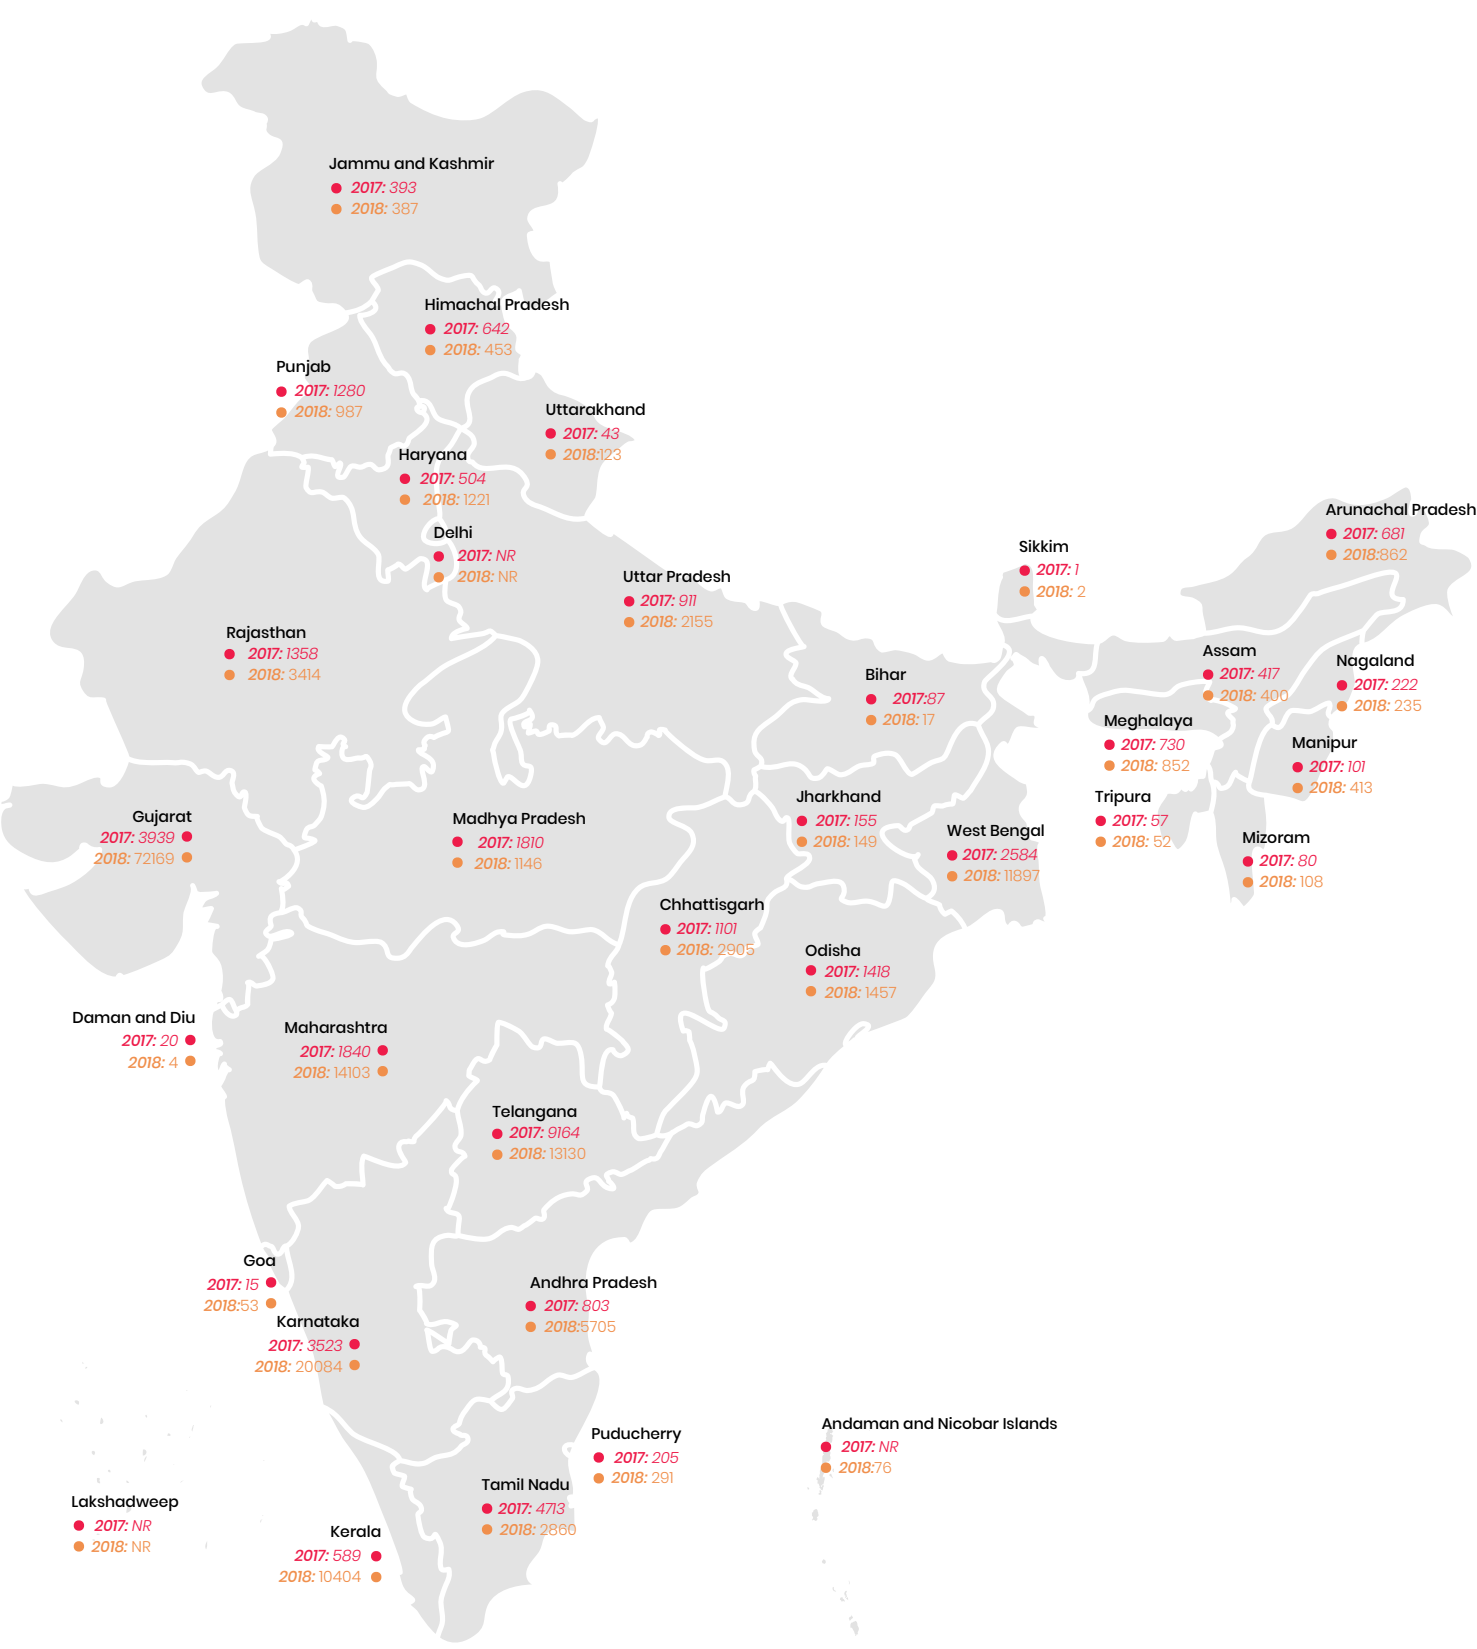 Jammu and Kashmir
2017: 393
2018: 387
Himachal Pradesh
2017: 642
2018: 453
Punjab
2017: 1280
2018: 987
Uttarakhand
2017: 43
2018:123
Haryana
2017: 504
2018: 1221
Delhi
2017: NR
2018: NR
Arunachal Pradesh
2017: 681
2018:862
Sikkim
2017: 1
2018: 2
Uttar Pradesh
2017: 911
2018: 2155
Rajasthan
2017: 1358
2018: 3414
Assam
2017: 417
2018: 400
Nagaland
2017: 222
2018: 235
Bihar
2017:87
2018: 17
Meghalaya
2017: 730
2018: 852
Manipur
2017: 101
2018: 413
Jharkhand
2017: 155
2018: 149
Tripura
2017: 57
2018: 52
Gujarat
2017: 3939
2018: 72169
Madhya Pradesh
2017: 1810
2018: 1146
West Bengal
2017: 2584
2018: 11897
Mizoram
2017: 80
2018: 108
Chhattisgarh
2017: 1101
2018: 2905
Odisha
2017: 1418
2018: 1457
Daman and Diu
2017: 20
2018: 4
Maharashtra
2017: 1840
2018: 14103
Telangana
2017: 9164
2018: 13130
Goa
2017: 15
2018:53
Andhra Pradesh
2017: 803
2018:5705
Karnataka
2017: 3523
2018: 20084
Andaman and Nicobar Islands
2017: NR
2018:76
Puducherry
2017: 205
2018: 291
Tamil Nadu
2017: 4713
2018: 2860
Lakshadweep
2017: NR
2018: NR
Kerala
2017: 589
2018: 10404